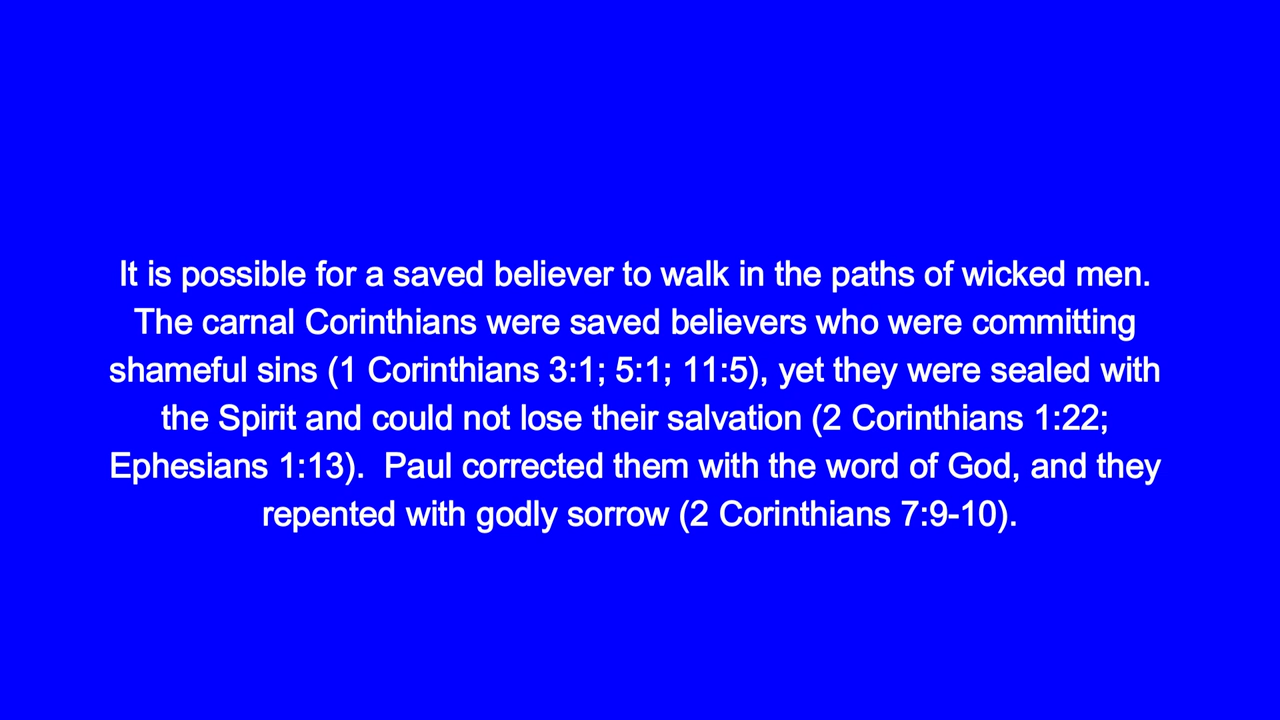 It is possible for a saved believer to walk in the paths of wicked men.
The carnal Corinthians were saved believers who were committing
shameful sins (1 Corinthians 3:1; 5:1; 11:5), yet they were sealed with
the Spirit and could not lose their salvation (2 Corinthians 1:22;
Ephesians 1:13).  Paul corrected them with the word of God, and they
repented with godly sorrow (2 Corinthians 7:9-10).